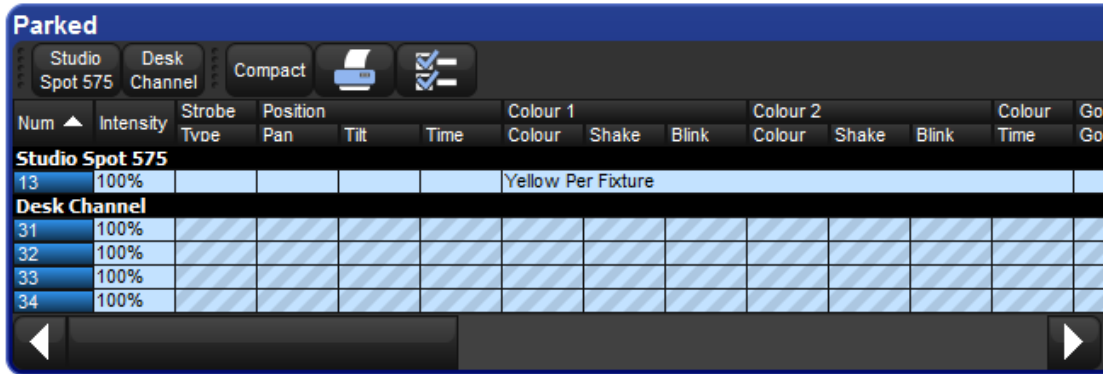 Parked
Studio Spot 575 Desk Channel Compact
Num Intensity Strobe Position Colour 1 Colour 2 Colour Go
Type Pan Tilt Time Colour Shake Blink Colour Shake Blink Time Go
Studio Spot 575
13 100% Yellow Per Fixture
Desk Channel
31 100%
32 100%
33 100%
34 100%